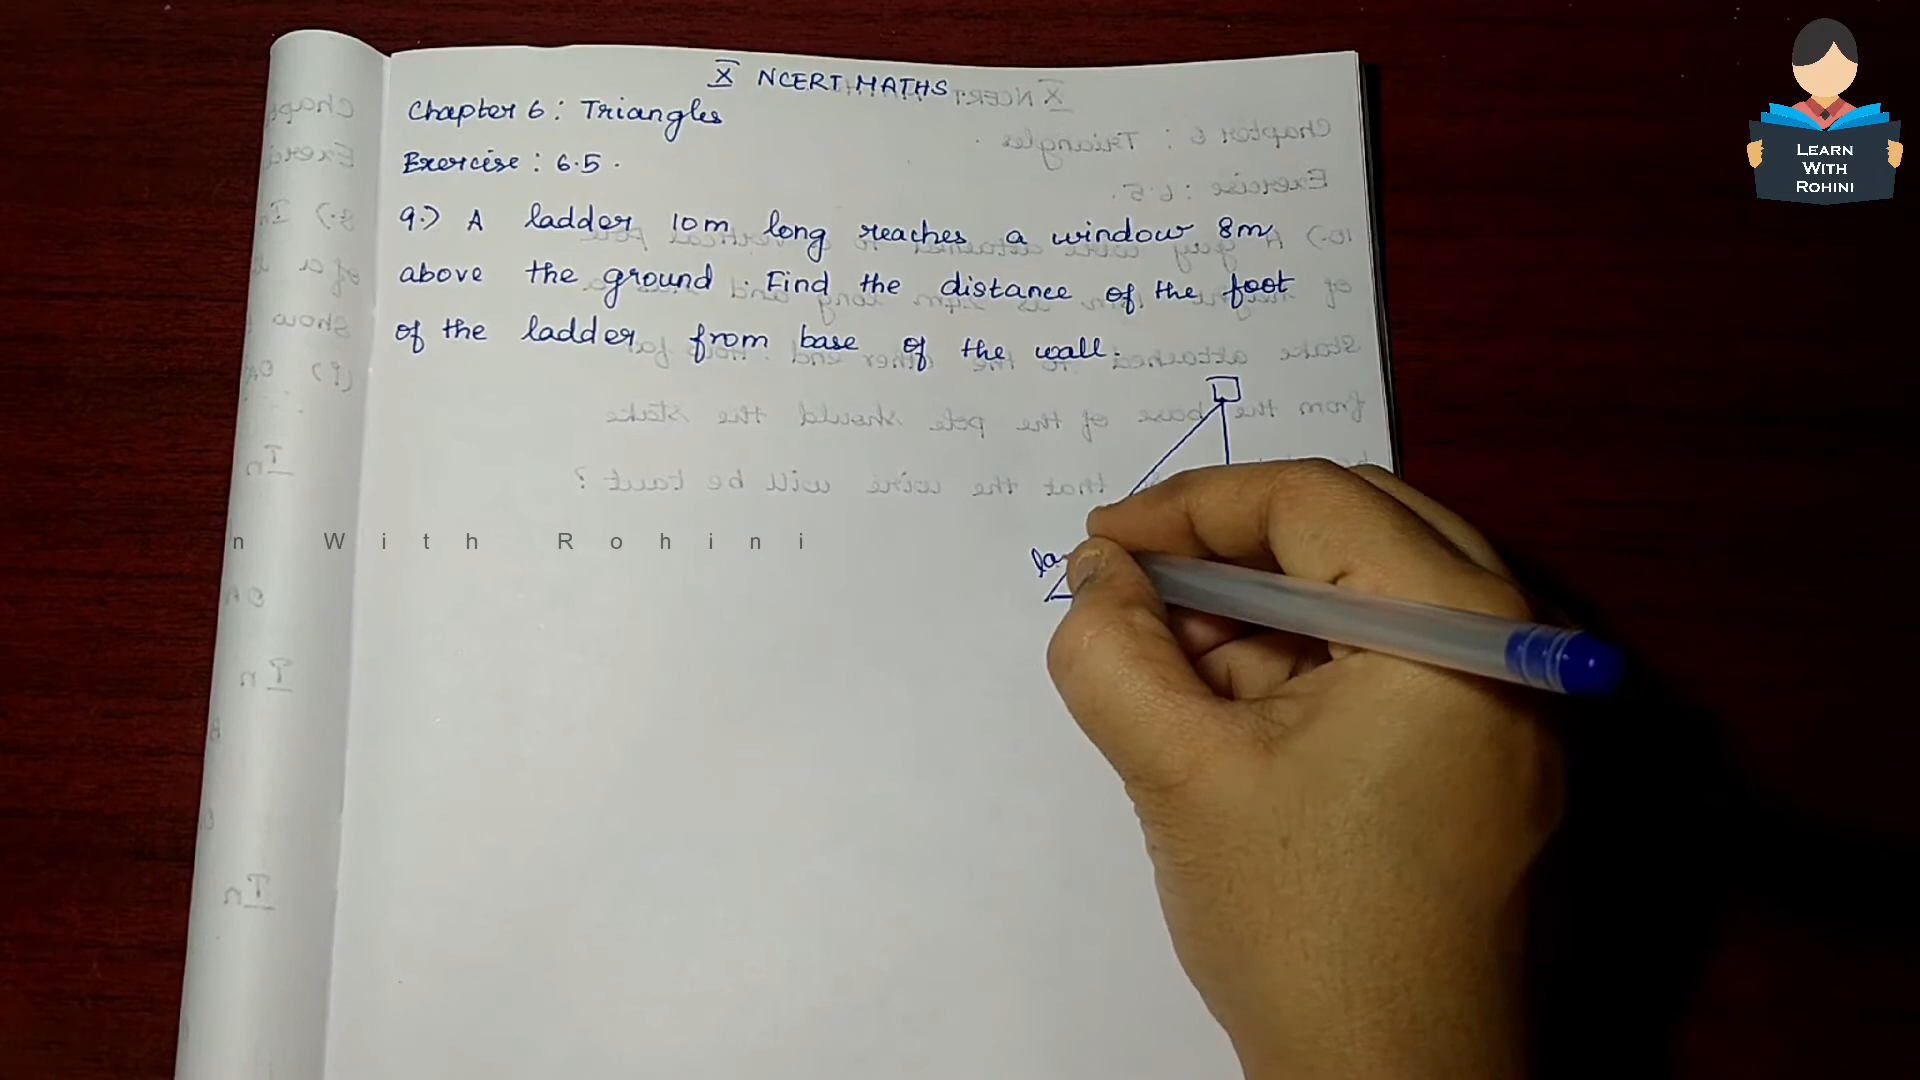 X NCERT MATHS
Chapter 6 : Triangles
Exercise : 6.5 .
9.) A ladder 10m long reaches a window 8m
above the ground . Find the distance of the foot
of the ladder from base of the wall .
la
n With Rohini
LEARN
WITH
ROHINI